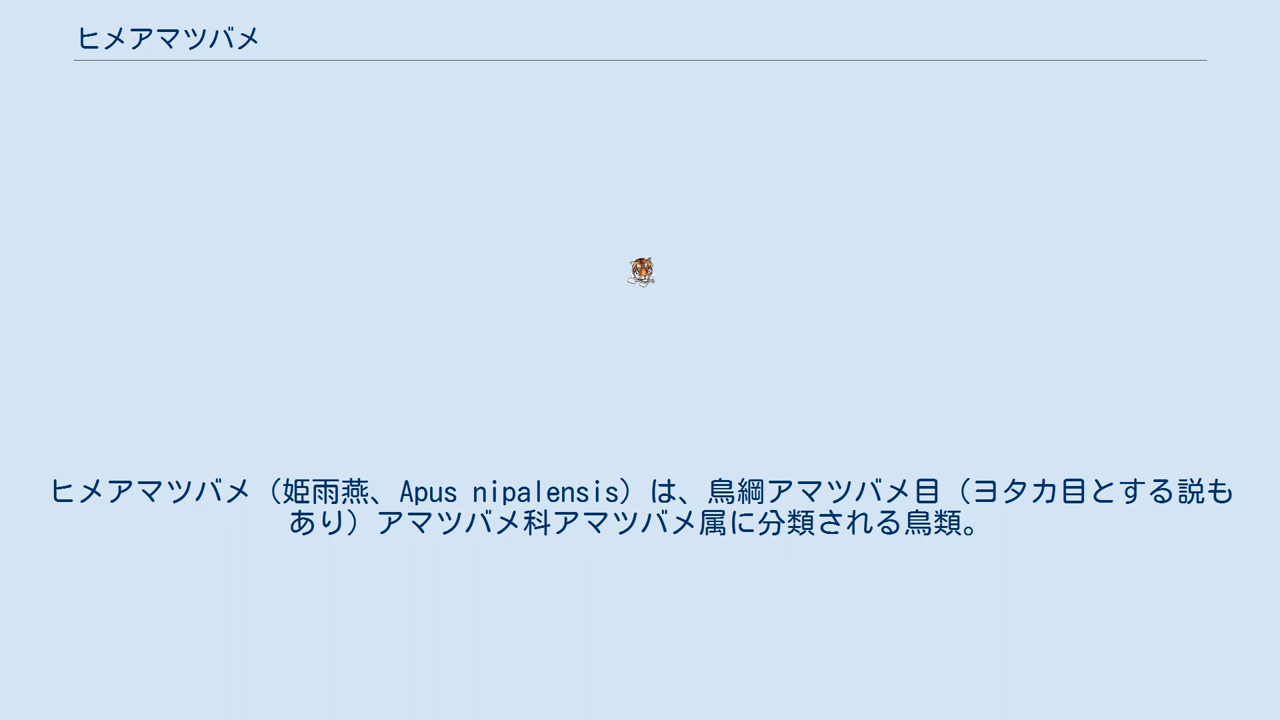 ヒメアマツバメ
ヒメアマツバメ（姫雨燕、Apus nipalensis）は、鳥綱アマツバメ目（ヨタカ目とする説も
あり）アマツバメ科アマツバメ属に分類される鳥類。